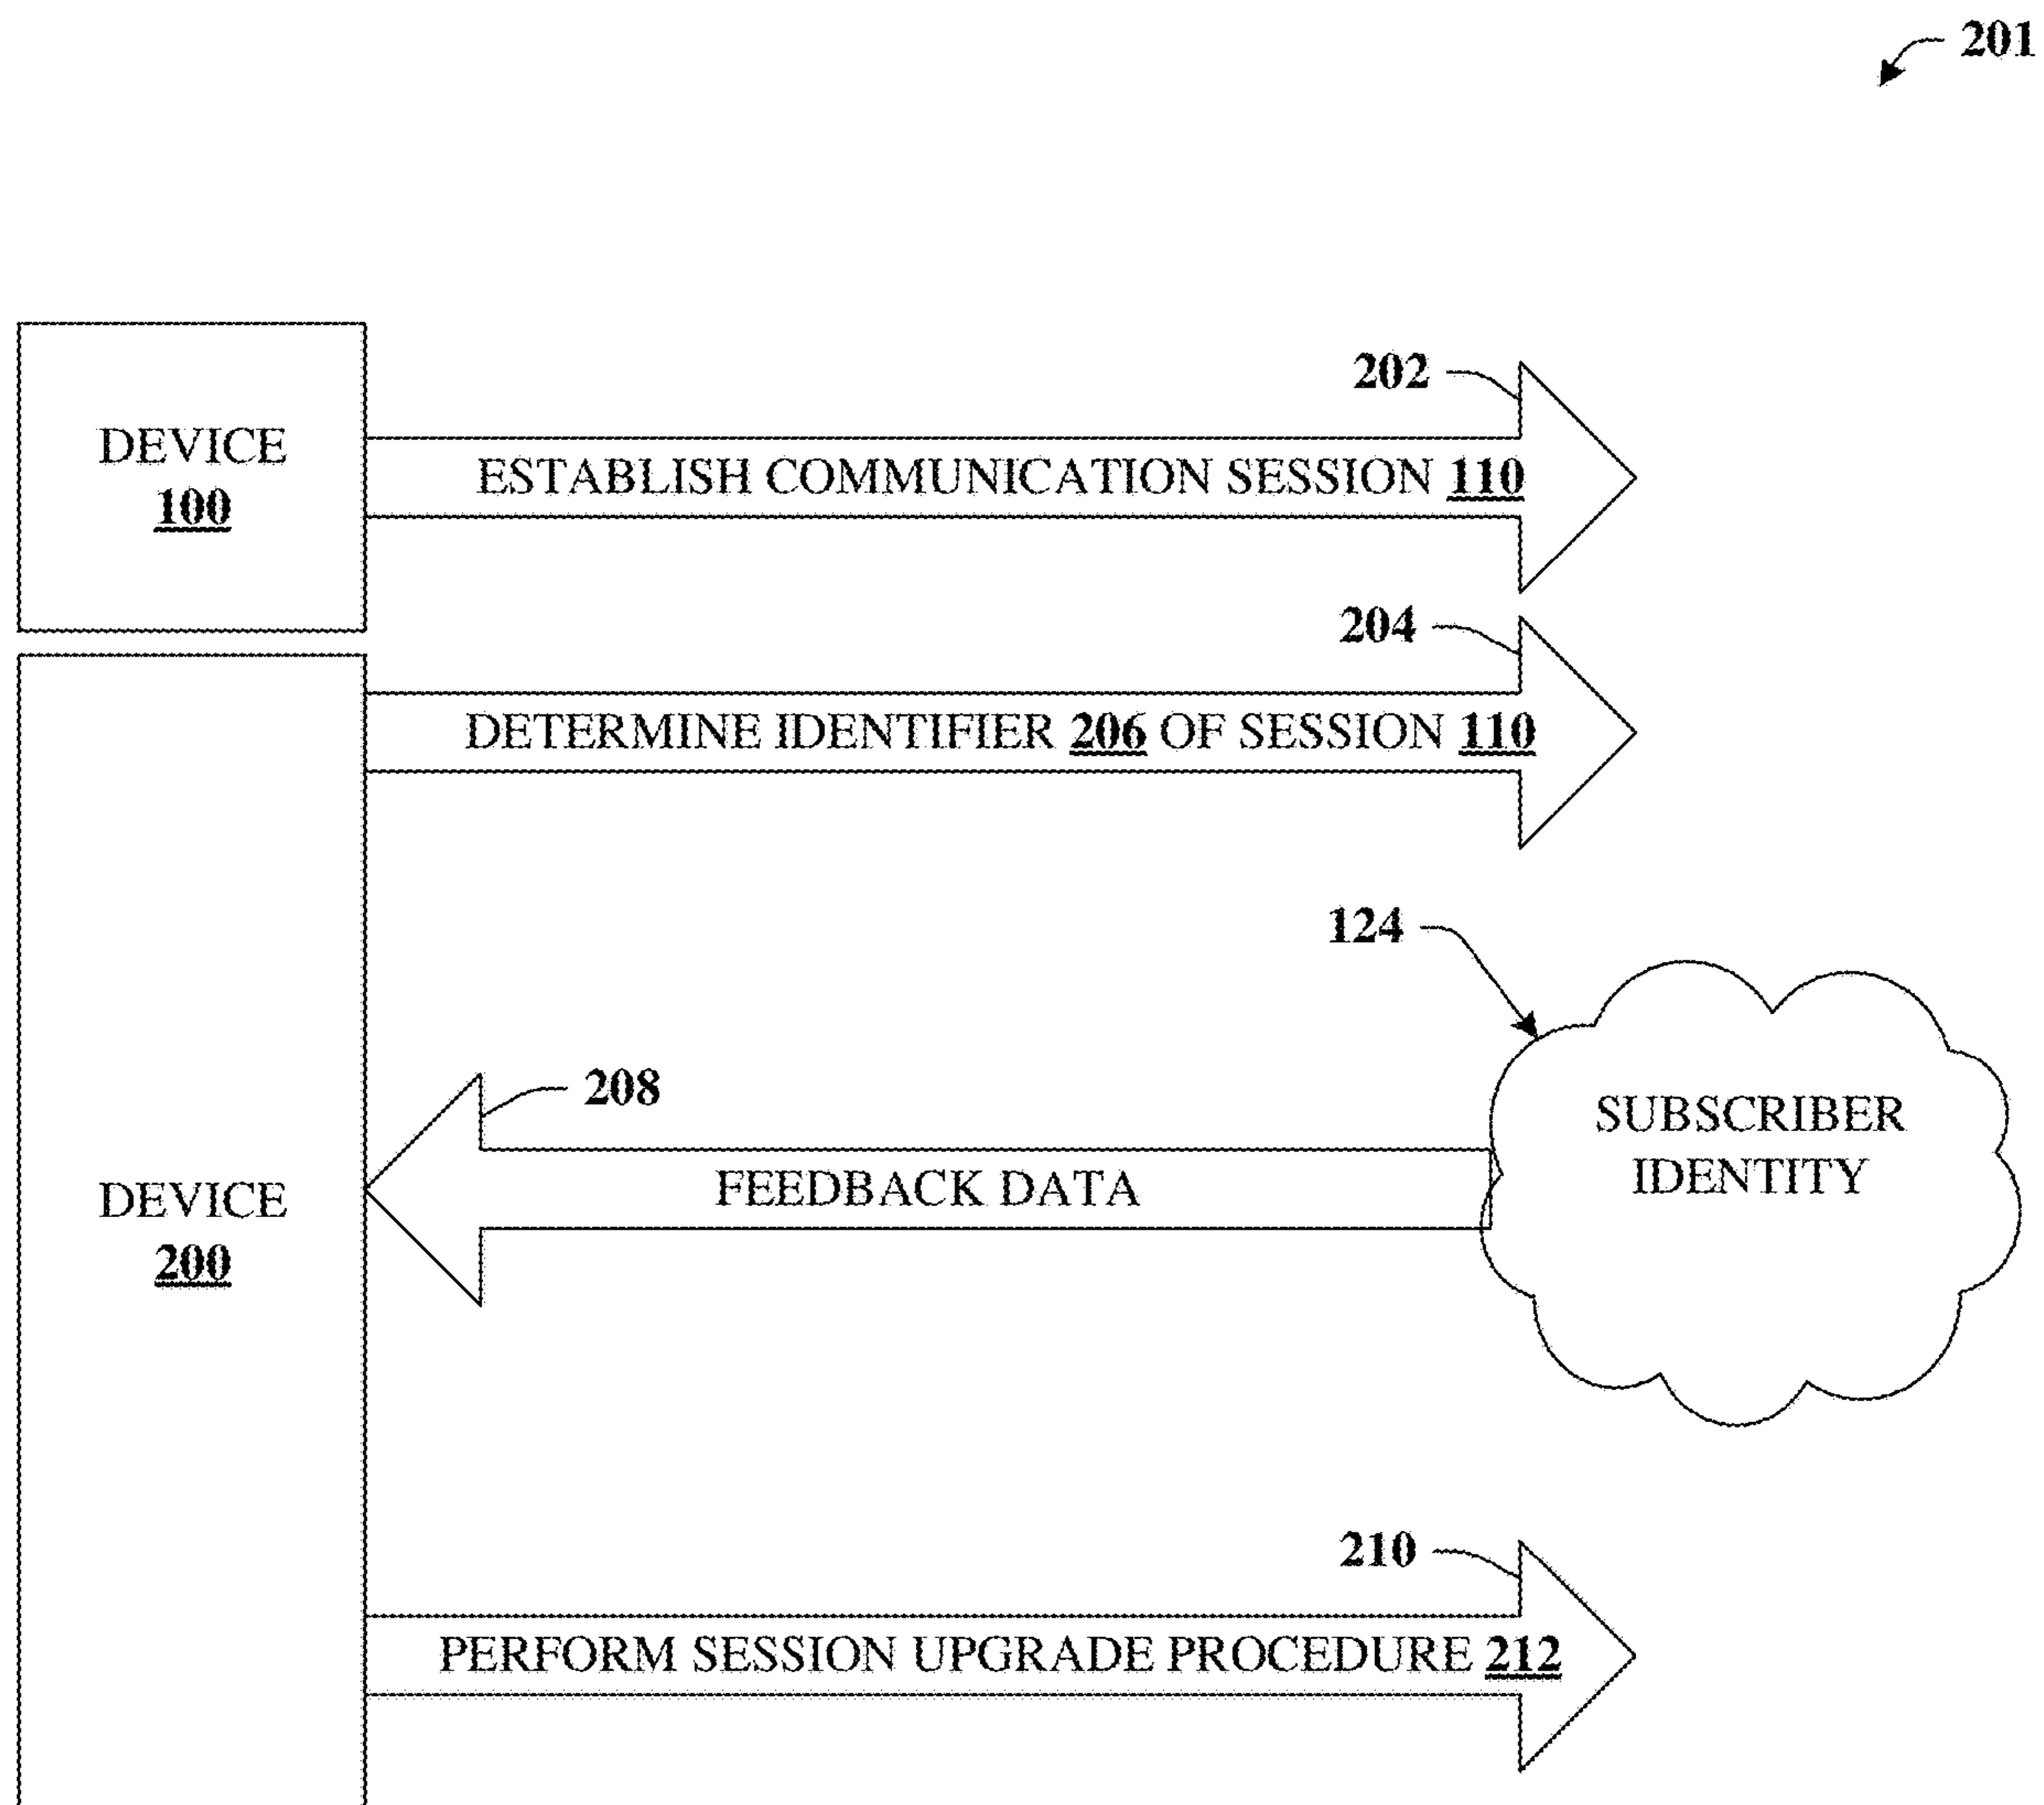 201
202
DEVICE
100
ESTABLISH COMMUNICATION SESSION 110
204
DETERMINE IDENTIFIER 206 OF SESSION 110
124
SUBSCRIBER
IDENTITY
208
FEEDBACK DATA
DEVICE
200
210
PERFORM SESSION UPGRADE PROCEDURE 212